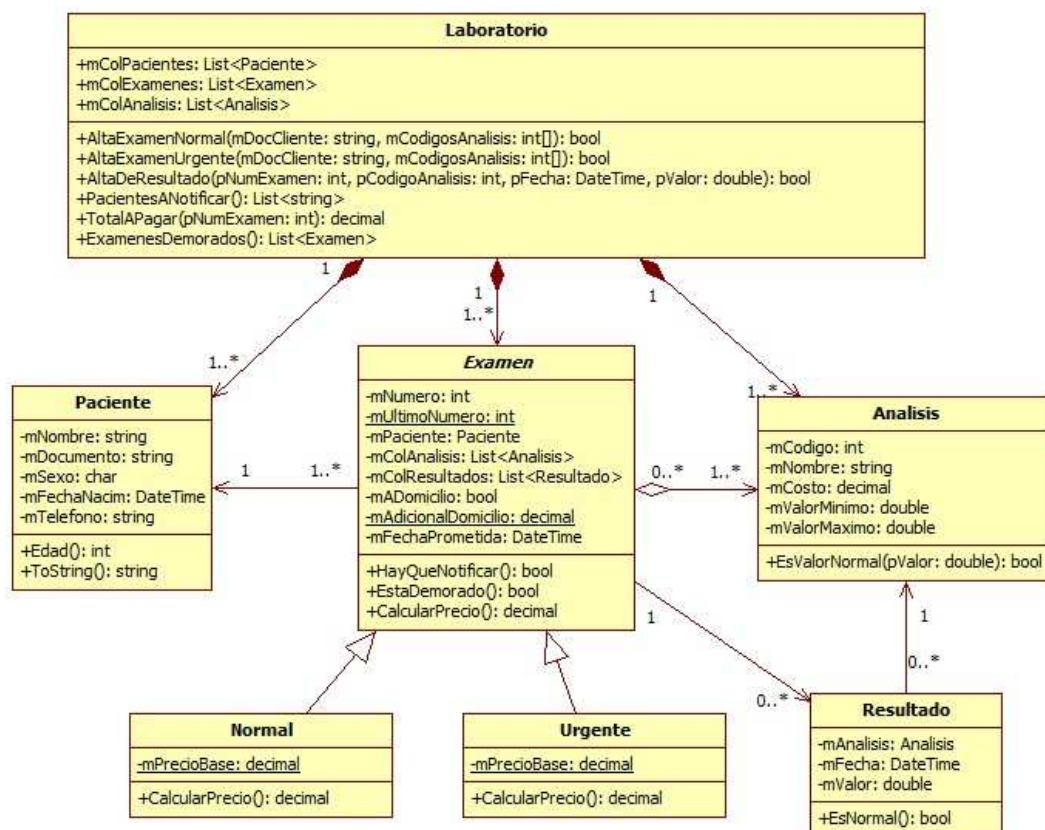 Laboratorio
+mColPacientes: List<Paciente>
+mColExamenes: List<Examen>
+mColAnalisis: List<Analisis>
+AltaExamenNormal(mDocCliente: string, mCodigosAnalisis: int[]): bool
+AltaExamenUrgente(mDocCliente: string, mCodigosAnalisis: int[]): bool
+AltaDeResultado(pNumExamen: int, pCodigoAnalisis: int, pFecha: DateTime, pValor: double): bool
+PacientesANotificar(): List<string>
+TotalAPagar(pNumExamen: int): decimal
+ExamenesDemorados(): List<Examen>
1
1
1
1..*
1..*
1..*
Paciente
-mNombre: string
-mDocumento: string
-mSexo: char
-mFechaNacim: DateTime
-mTelefono: string
+Edad(): int
+ToString(): string
1
1..*
Examen
-mNumero: int
-mUltimoNumero: int
-mPaciente: Paciente
-mColAnalisis: List<Analisis>
-mColResultados: List<Resultado>
-mADomicilio: bool
-mAdicionalDomicilio: decimal
-mFechaPrometida: DateTime
+HayQueNotificar(): bool
+EstaDemorado(): bool
+CalcularPrecio(): decimal
0..*
1..*
Analisis
-mCodigo: int
-mNombre: string
-mCosto: decimal
-mValorMinimo: double
-mValorMaximo: double
+EsValorNormal(pValor: double): bool
1
1
0..*
0..*
Normal
-mPrecioBase: decimal
+CalcularPrecio(): decimal
Urgente
-mPrecioBase: decimal
+CalcularPrecio(): decimal
Resultado
-mAnalisis: Analisis
-mFecha: DateTime
-mValor: double
+EsNormal(): bool